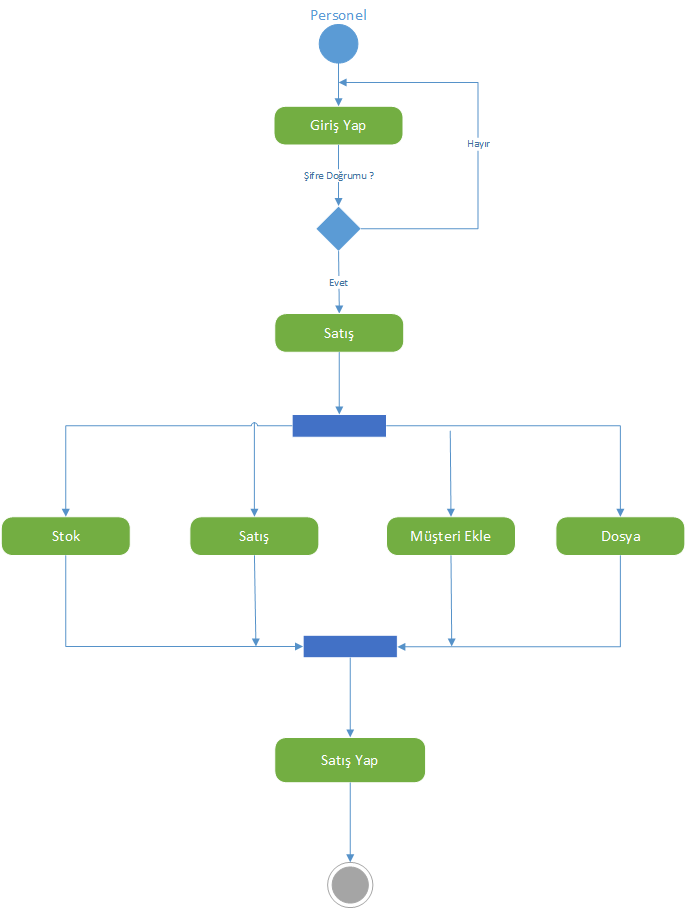 Personel
Giriş Yap
Hayır
Şifre Doğrumu ?
Evet
Satış
Stok
Satış
Müşteri Ekle
Dosya
Satış Yap